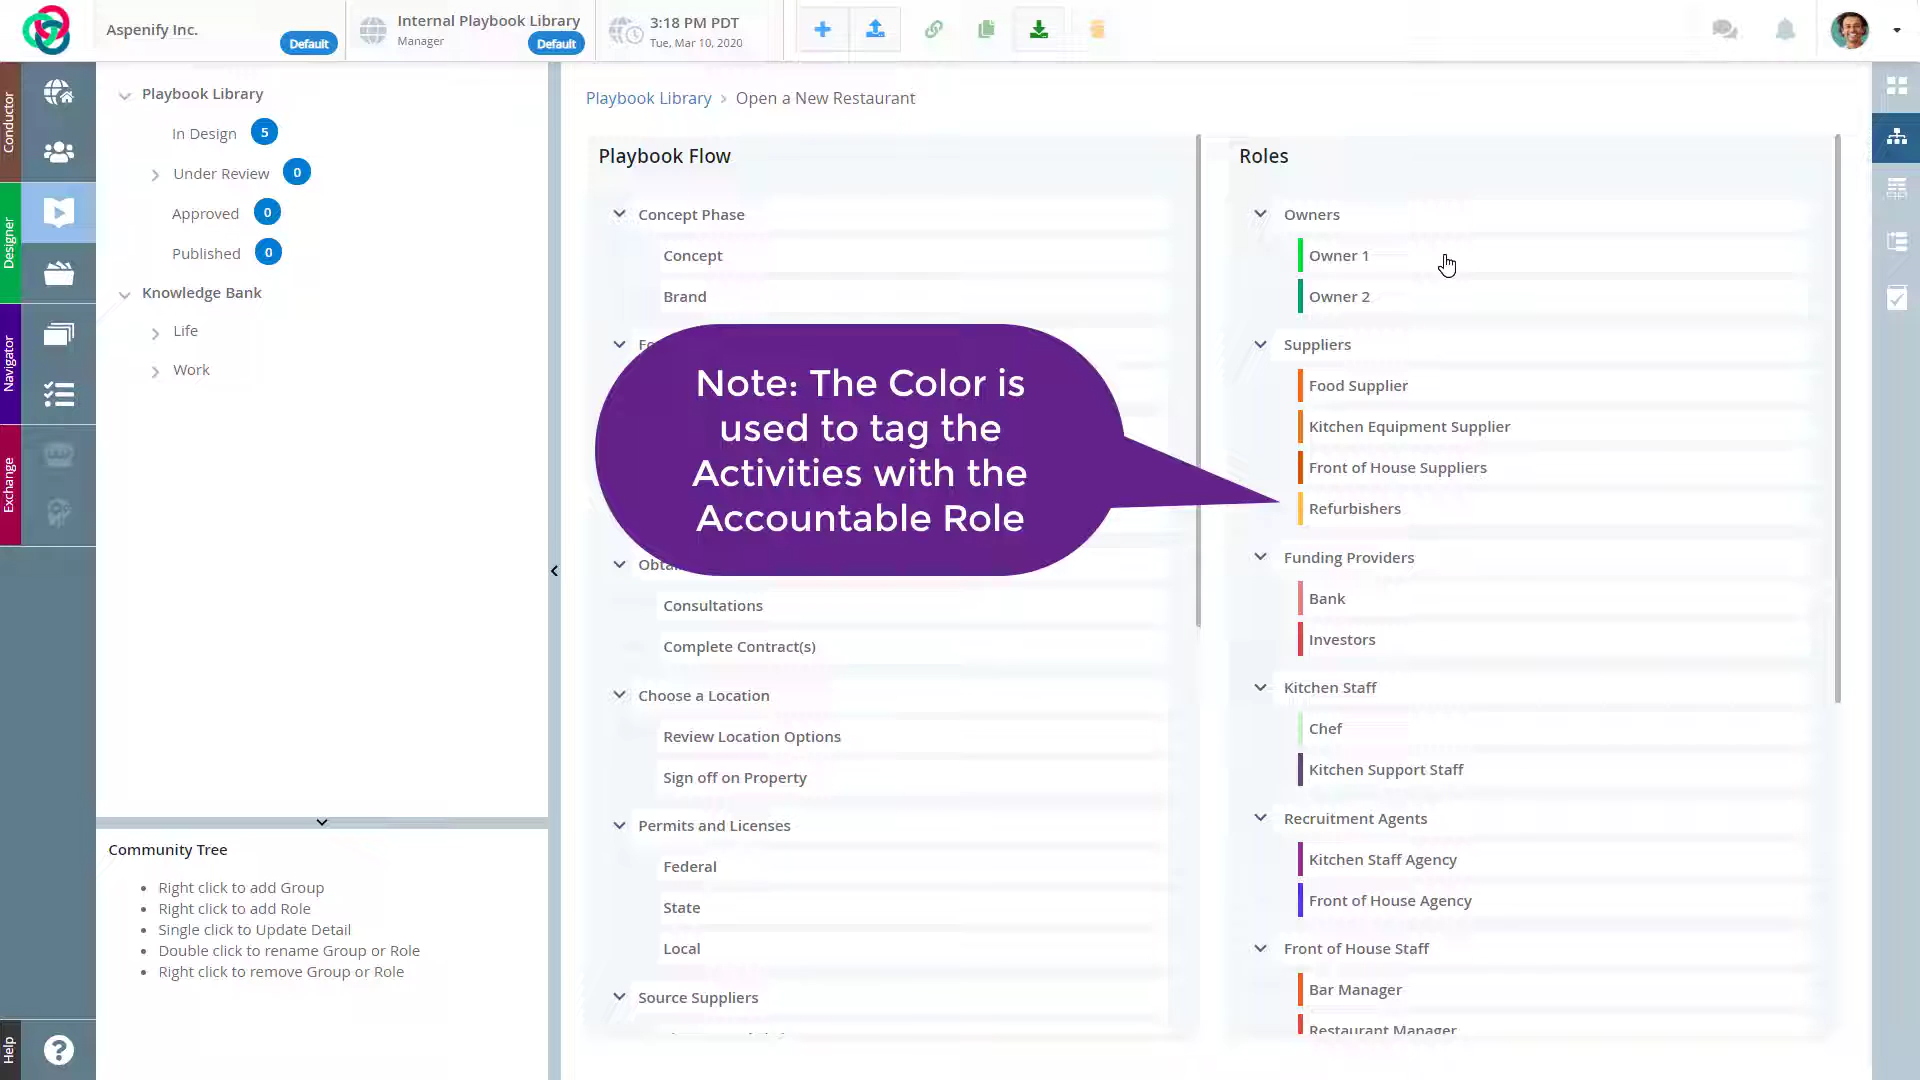 Aspenify Inc.
Default
Internal Playbook Library
Manager
Default
3:18 PM PDT
Tue, Mar 10, 2020
Conductor
Designer
Navigator
Exchange
Help
Playbook Library
In Design 5
Under Review 0
Approved 0
Published 0
Knowledge Bank
Life
Work
Community Tree
• Right click to add Group
• Right click to add Role
• Single click to Update Detail
• Double click to rename Group or Role
• Right click to remove Group or Role
Playbook Library > Open a New Restaurant
Playbook Flow
Concept Phase
Concept
Brand
Note: The Color is
used to tag the
Activities with the
Accountable Role
Consultations
Complete Contract(s)
Choose a Location
Review Location Options
Sign off on Property
Permits and Licenses
Federal
State
Local
Source Suppliers
Roles
Owners
Owner 1
Owner 2
Suppliers
Food Supplier
Kitchen Equipment Supplier
Front of House Suppliers
Refurbishers
Funding Providers
Bank
Investors
Kitchen Staff
Chef
Kitchen Support Staff
Recruitment Agents
Kitchen Staff Agency
Front of House Agency
Front of House Staff
Bar Manager
Restaurant Manager